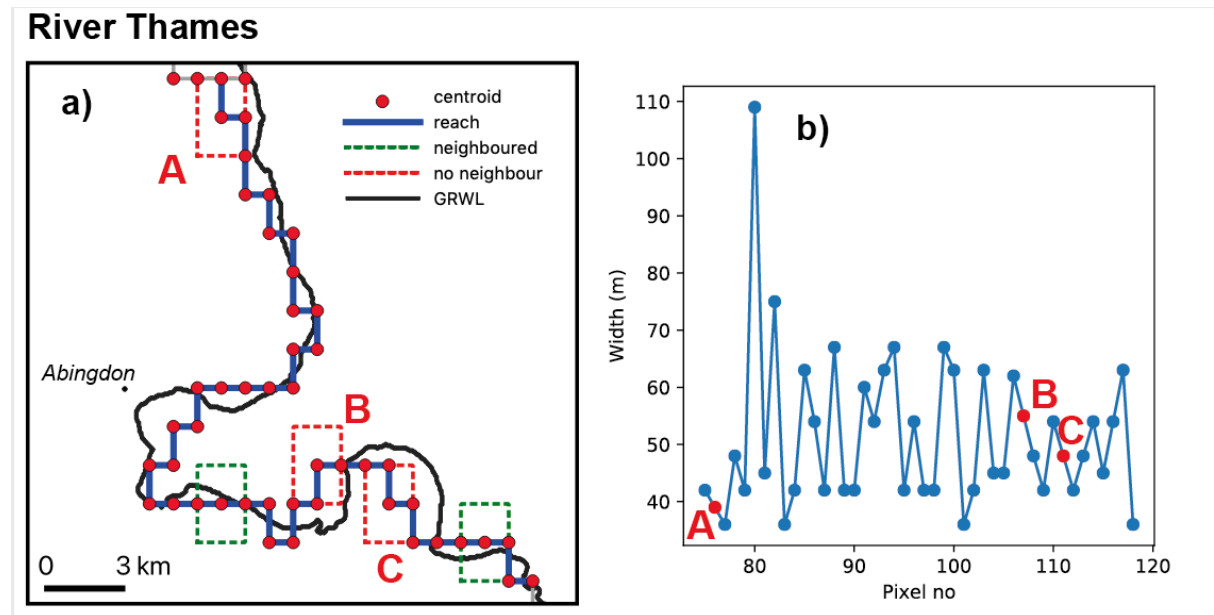 River Thames
a)
centroid
reach
neighboured
no neighbour
GRWL
A
Abingdon
B
C
0 3 km
b)
Width (m)
110
100
90
80
70
60
50
40
A
B
C
80 90 100 110 120
Pixel no